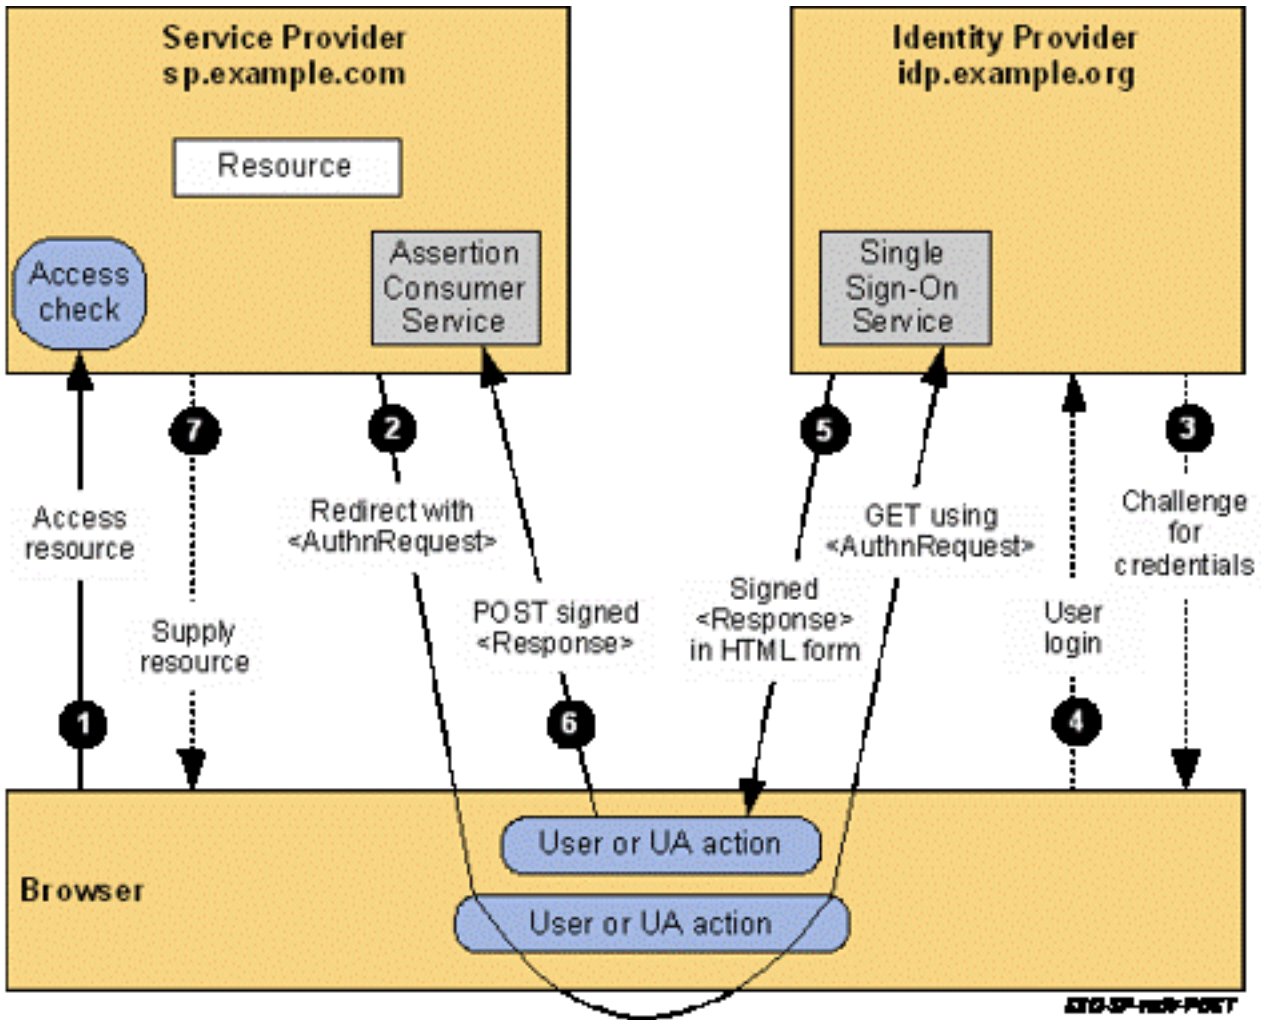 Service Provider
sp.example.com
Identity Provider
idp.example.org
Resource
Access
check
Assertion
Consumer
Service
Single
Sign-On
Service
7
2
5
3
Access
resource
Redirect with
<AuthnRequest>
GET using
<AuthnRequest>
Challenge
for
credentials
Supply
resource
POST signed
<Response>
Signed
<Response>
in HTML form
User
login
1
6
4
User or UA action
Browser
User or UA action